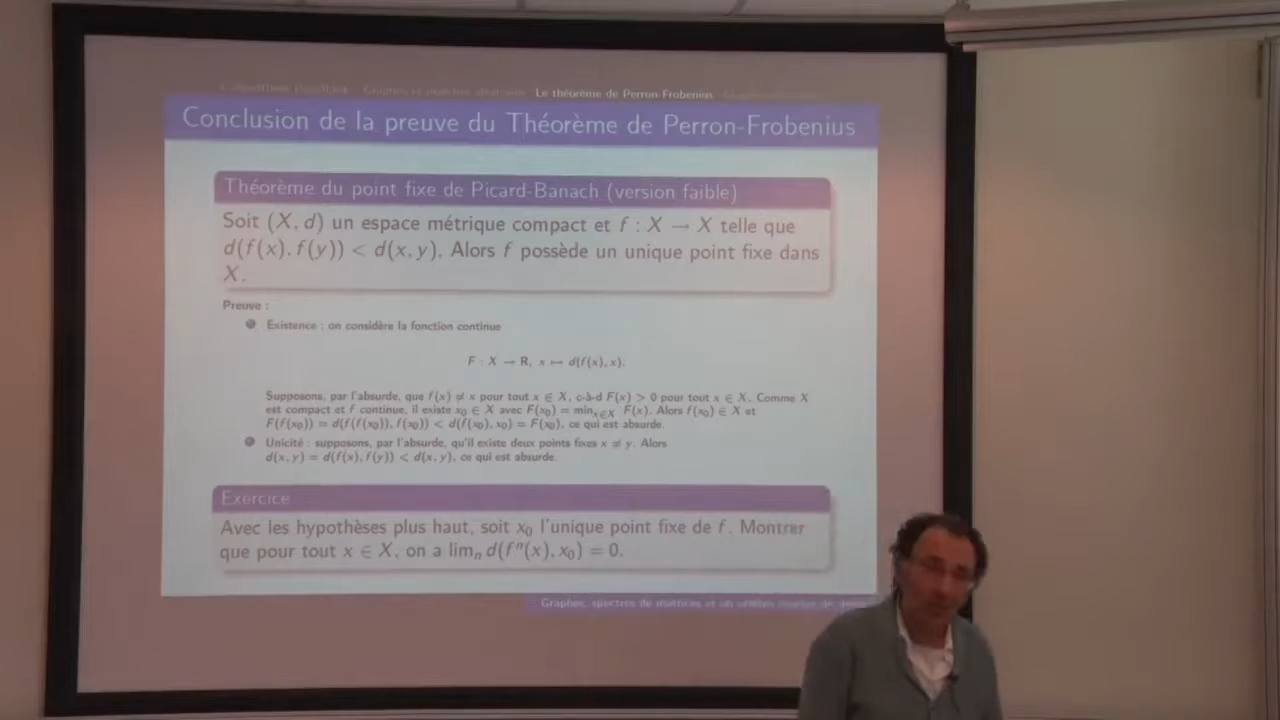 Le théorème de Perron-Frobenius
Conclusion de la preuve du Théorème de Perron-Frobenius
Théorème du point fixe de Picard-Banach (version faible)
Soit (X, d) un espace métrique compact et f : X → X telle que
d(f(x), f(y)) < d(x, y). Alors f possède un unique point fixe dans
X.
Preuve :
Existence : on considère la fonction continue
F : X → R, x ↦ d(f(x), x).
Supposons, par l'absurde, que f(x) ≠ x pour tout x ∈ X, c-à-d F(x) > 0 pour tout x ∈ X. Comme X
est compact et f continue, il existe x₀ ∈ X avec F(x₀) = minₓ∈X F(x). Alors f(x₀) ∈ X et
F(f(x₀)) = d(f(f(x₀)), f(x₀)) < d(f(x₀), x₀) = F(x₀), ce qui est absurde.
Unicité : supposons, par l'absurde, qu'il existe deux points fixes x ≠ y. Alors
d(x, y) = d(f(x), f(y)) < d(x, y), ce qui est absurde.
Exercice
Avec les hypothèses plus haut, soit x₀ l'unique point fixe de f. Montrer
que pour tout x ∈ X, on a limₙ d(fⁿ(x), x₀) = 0.
Graphes, spectres de matrices et un